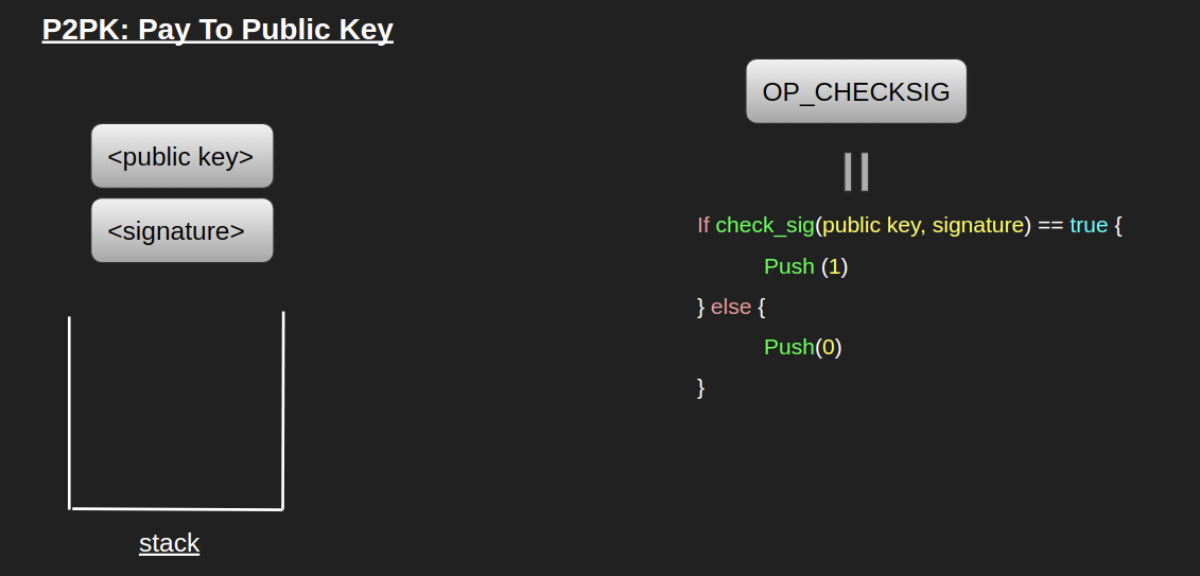 P2PK: Pay To Public Key
<public key>
<signature>
stack
OP_CHECKSIG
If check_sig(public key, signature) == true {
Push (1)
} else {
Push(0)
}